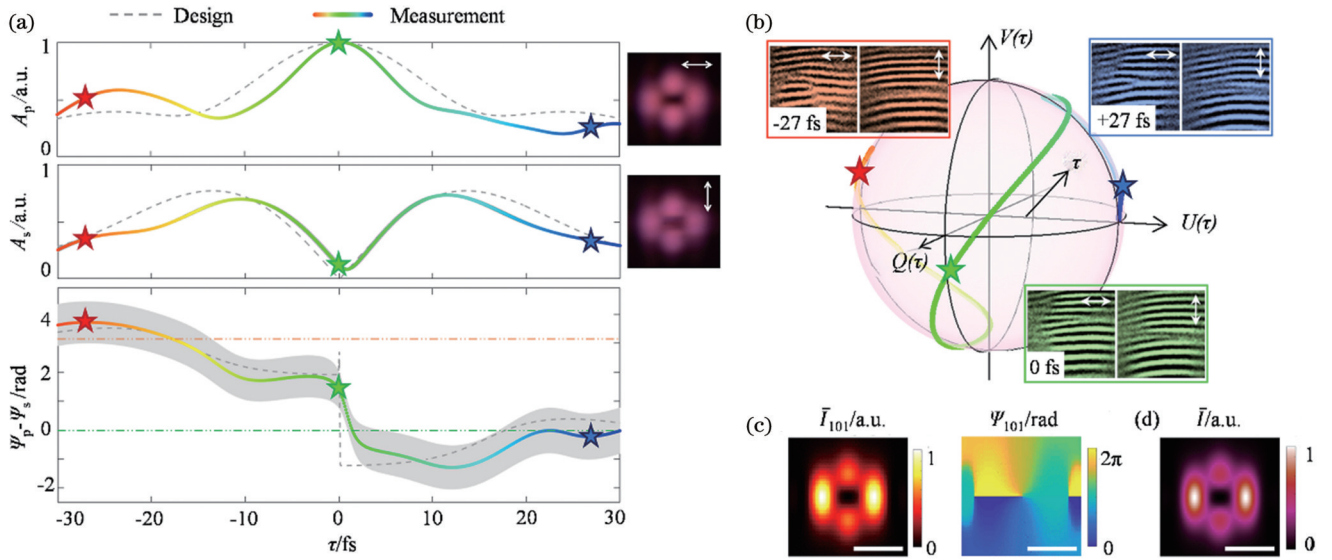 (a)
Design
Measurement
A_p/a.u.
1
0
A_s/a.u.
1
0
Ψ_p-Ψ_s/rad
4
2
0
-2
-30
-20
-10
0
10
20
30
τ/fs
(b)
V(τ)
-27 fs
+27 fs
τ
U(τ)
Q(τ)
0 fs
(c)
Ī_101/a.u.
1
0
Ψ_101/rad
2π
0
(d)
Ī/a.u.
1
0